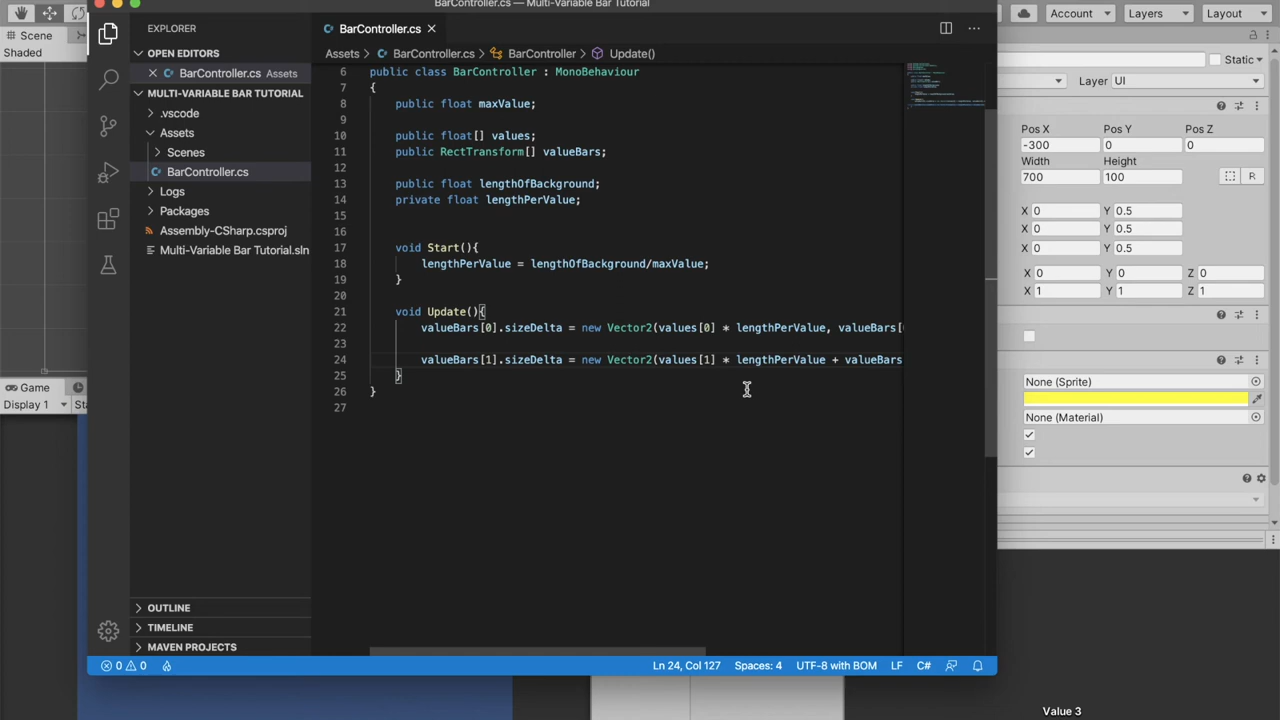 BarController.cs — Multi-Variable Bar Tutorial
Account
Layers
Layout
Scene
Shaded
EXPLORER
OPEN EDITORS
BarController.cs Assets
MULTI-VARIABLE BAR TUTORIAL
.vscode
Assets
Scenes
BarController.cs
Logs
Packages
Assembly-CSharp.csproj
Multi-Variable Bar Tutorial.sln
OUTLINE
TIMELINE
MAVEN PROJECTS
BarController.cs
Assets BarController.cs BarController Update()
6 public class BarController : MonoBehaviour
7 {
8 public float maxValue;
9
10 public float[] values;
11 public RectTransform[] valueBars;
12
13 public float lengthOfBackground;
14 private float lengthPerValue;
15
16
17 void Start(){
18 lengthPerValue = lengthOfBackground/maxValue;
19 }
20
21 void Update(){
22 valueBars[0].sizeDelta = new Vector2(values[0] * lengthPerValue, valueBars[
23
24 valueBars[1].sizeDelta = new Vector2(values[1] * lengthPerValue + valueBars
25 }
26 }
27
0 0
Ln 24, Col 127 Spaces: 4 UTF-8 with BOM LF C#
Game
Display 1
Static
Layer UI
Pos X Pos Y Pos Z
-300 0 0
Width Height
700 100
R
X 0 Y 0.5
X 0 Y 0.5
X 0 Y 0.5
X 0 Y 0 Z 0
X 1 Y 1 Z 1
None (Sprite)
None (Material)
Value 3